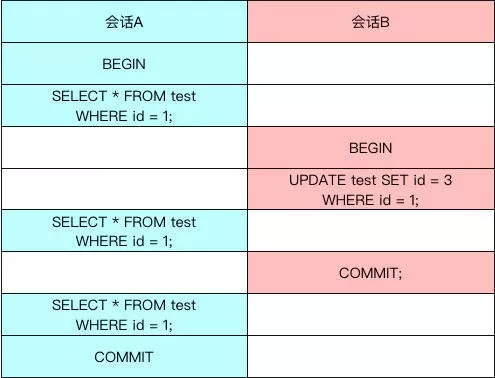 会话A
会话B
BEGIN
SELECT * FROM test
WHERE id = 1;
BEGIN
UPDATE test SET id = 3
WHERE id = 1;
SELECT * FROM test
WHERE id = 1;
COMMIT;
SELECT * FROM test
WHERE id = 1;
COMMIT